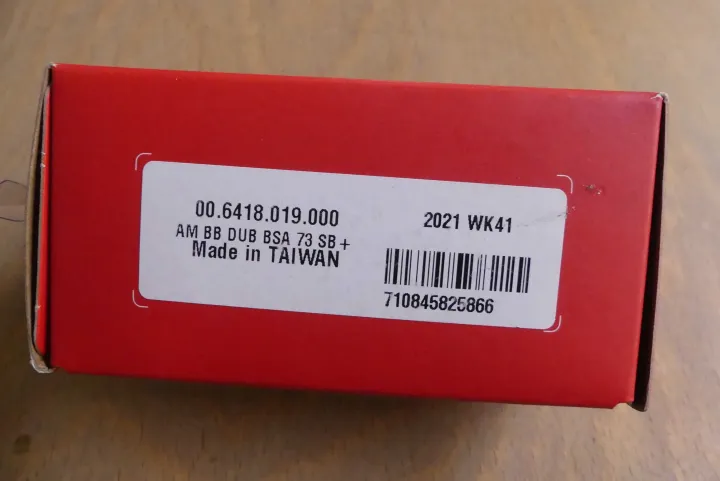 00.6418.019.000
AM BB DUB BSA 73 SB+
Made in TAIWAN
2021 WK41
710845825866